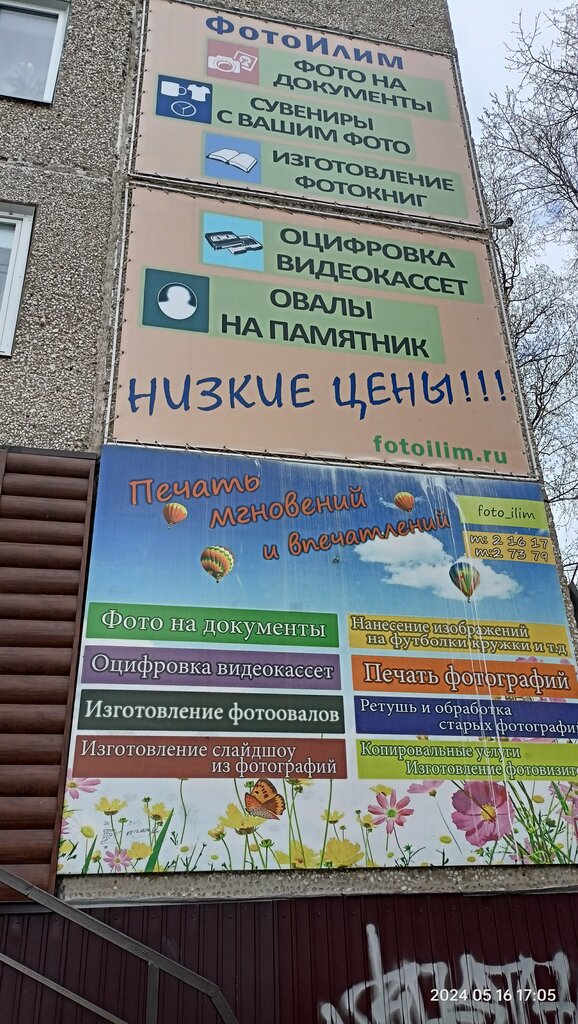 ФотоИлим
ФОТО НА
ДОКУМЕНТЫ
СУВЕНИРЫ
С ВАШИМ ФОТО
ИЗГОТОВЛЕНИЕ
ФОТОКНИГ
ОЦИФРОВКА
ВИДЕОКАССЕТ
ОВАЛЫ
НА ПАМЯТНИК
НИЗКИЕ ЦЕНЫ!!!
fotoilim.ru
Печать
мгновений
и впечатлений
foto_ilim
т: 2 16 17
т:2 73 79
Фото на документы
Оцифровка видеокассет
Изготовление фотоовалов
Изготовление слайдшоу
из фотографий
Нанесение изображений
на футболки кружки и т.д
Печать фотографий
Ретушь и обработка
старых фотографи
Копировальные услуги
Изготовление фотовизит
2024 05 16 17:05